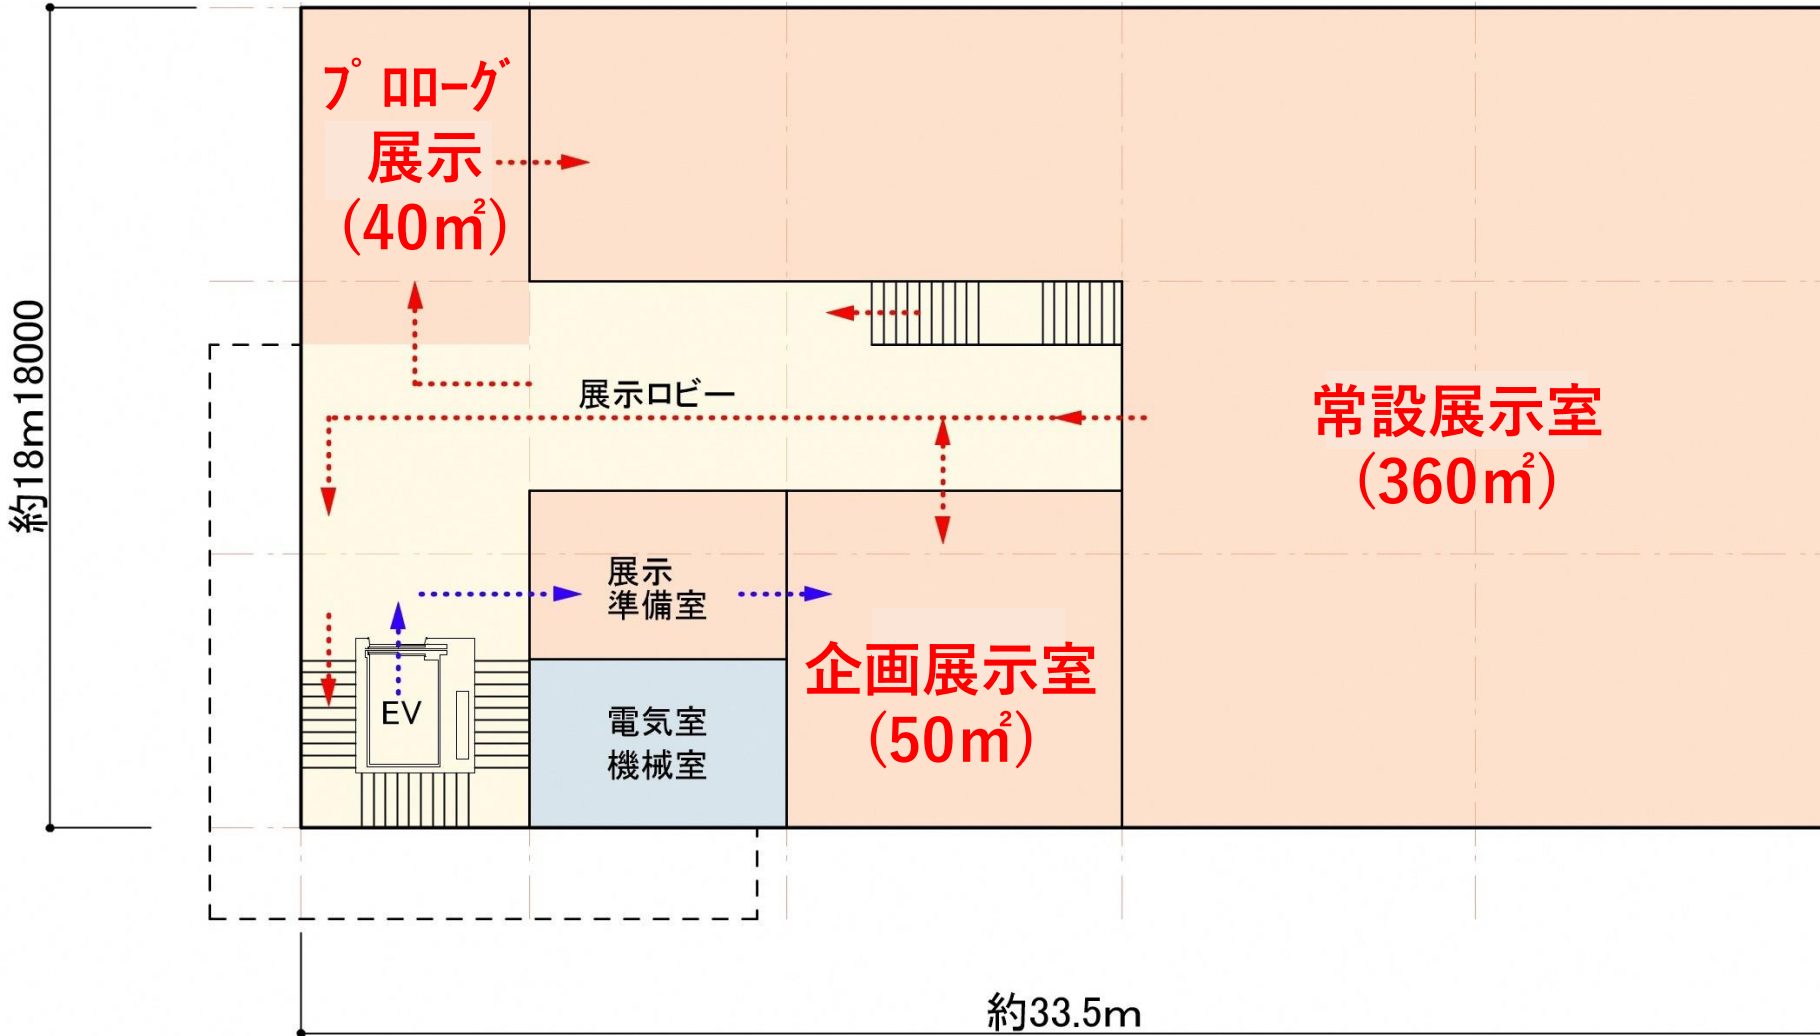 プロローグ
展示
(40㎡)
展示ロビー
常設展示室
(360㎡)
約18m18000
展示
準備室
企画展示室
(50㎡)
EV
電気室
機械室
約33.5m